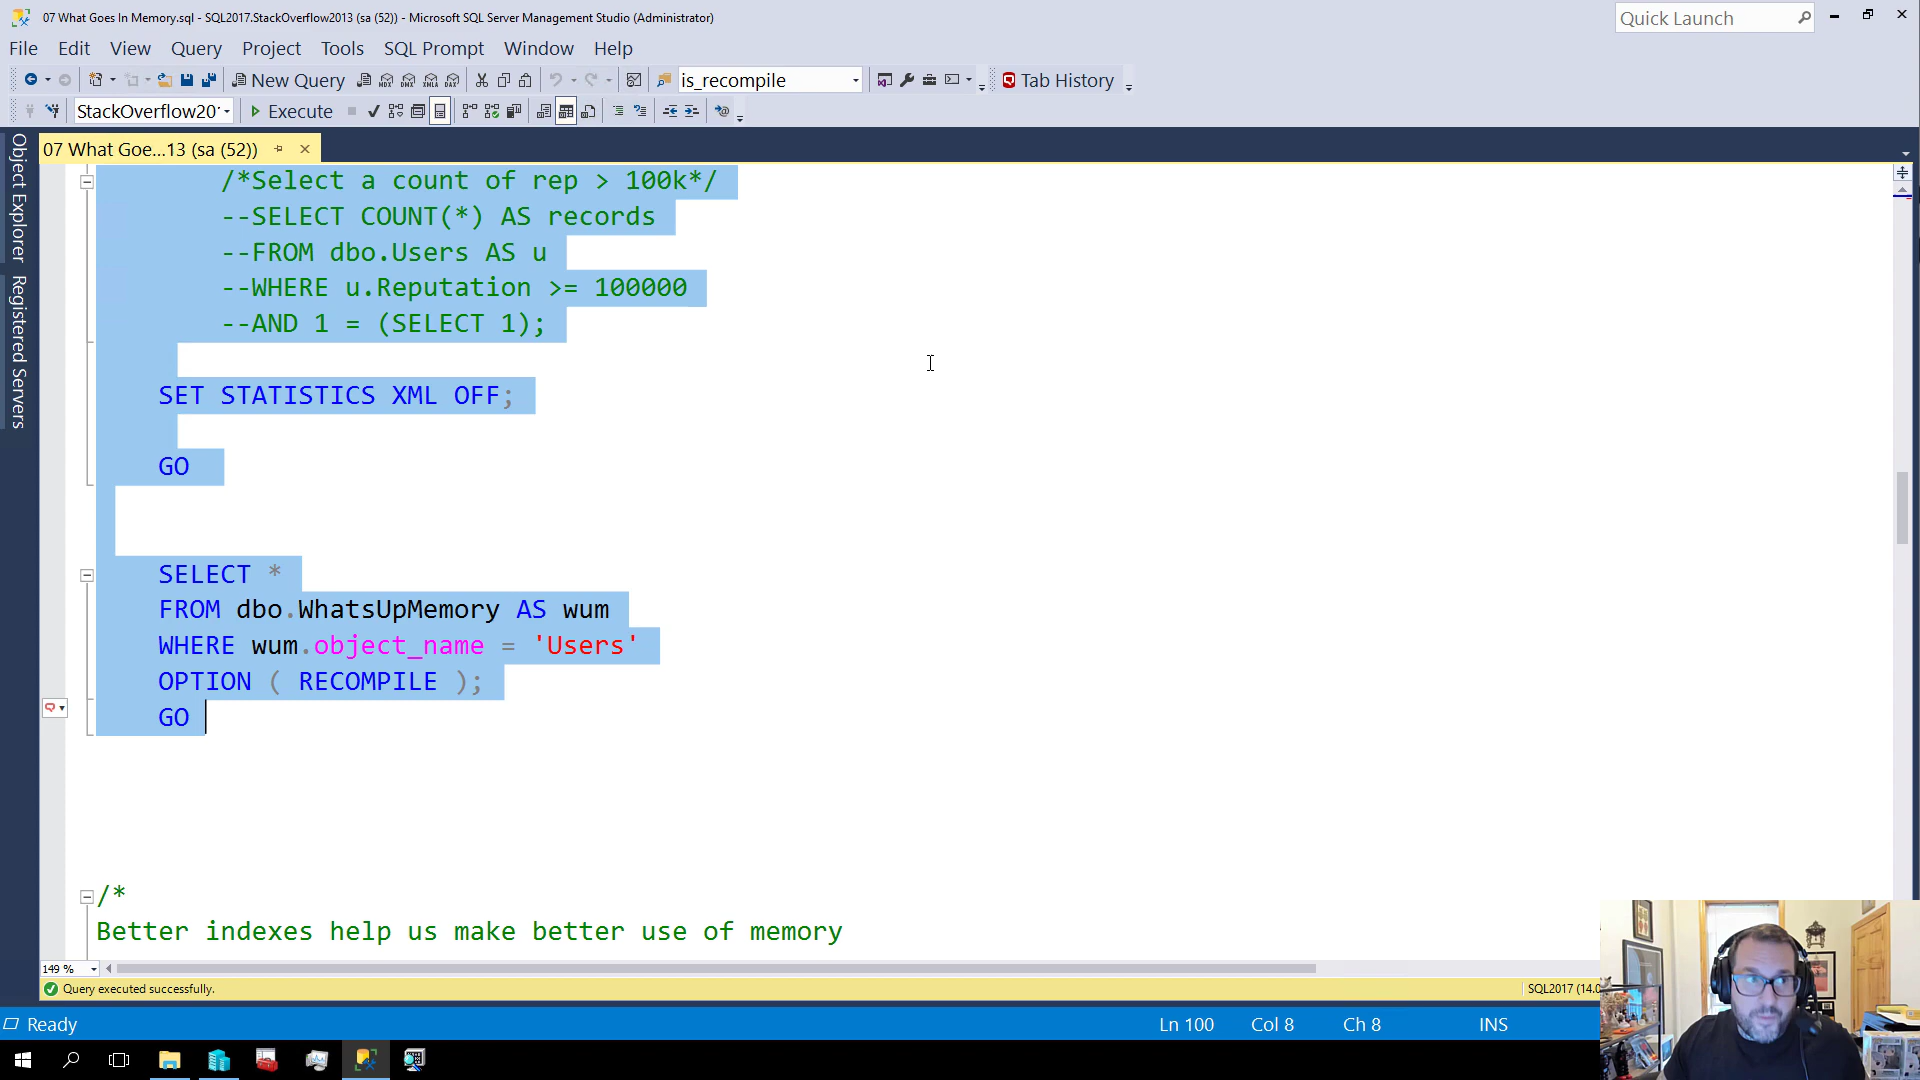 07 What Goes In Memory.sql - SQL2017.StackOverflow2013 (sa (52)) - Microsoft SQL Server Management Studio (Administrator)
Quick Launch
File Edit View Query Project Tools SQL Prompt Window Help
New Query
is_recompile
Tab History
StackOverflow20
Execute
07 What Goe...13 (sa (52))
Object Explorer
Registered Servers
/*Select a count of rep > 100k*/
--SELECT COUNT(*) AS records
--FROM dbo.Users AS u
--WHERE u.Reputation >= 100000
--AND 1 = (SELECT 1);
SET STATISTICS XML OFF;
GO
SELECT *
FROM dbo.WhatsUpMemory AS wum
WHERE wum.object_name = 'Users'
OPTION ( RECOMPILE );
GO
/*
Better indexes help us make better use of memory
149 %
Query executed successfully.
SQL2017 (14.0
Ready
Ln 100 Col 8 Ch 8 INS